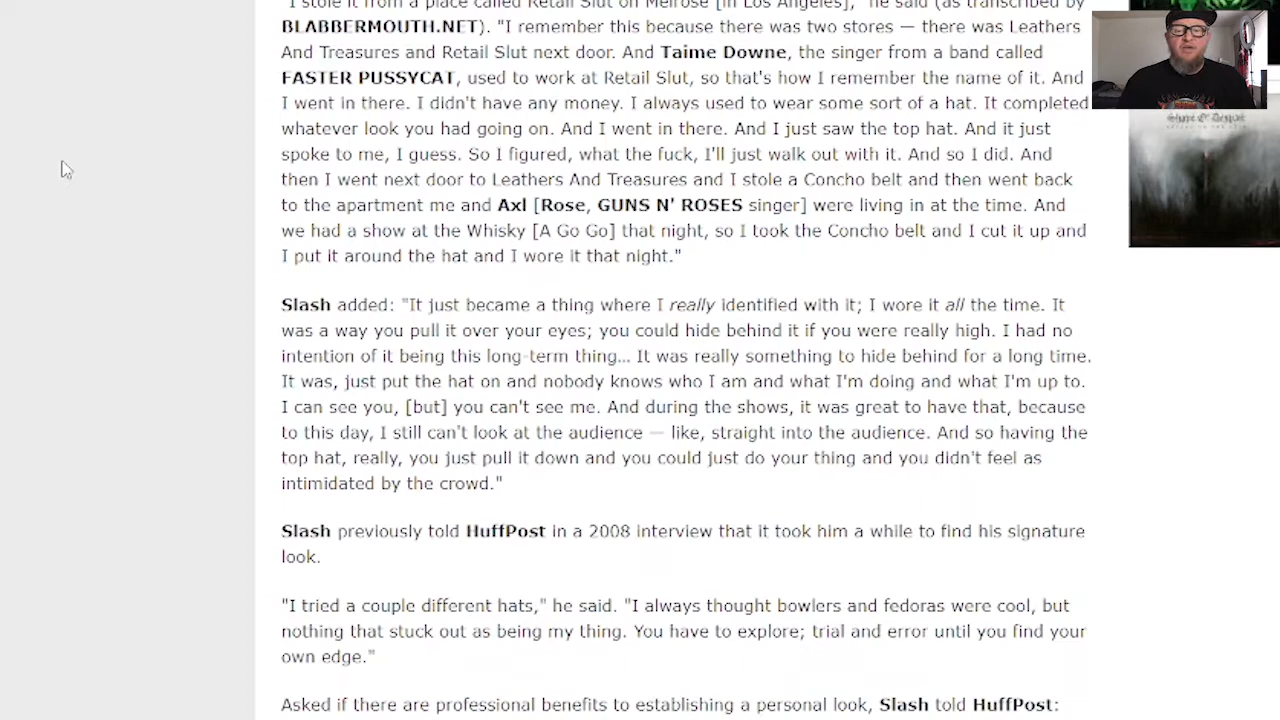 "I stole it from a place called Retail Slut on Melrose [in Los Angeles]," he said (as transcribed by
BLABBERMOUTH.NET). "I remember this because there was two stores — there was Leathers
And Treasures and Retail Slut next door. And Taime Downe, the singer from a band called
FASTER PUSSYCAT, used to work at Retail Slut, so that's how I remember the name of it. And
I went in there. I didn't have any money. I always used to wear some sort of a hat. It completed
whatever look you had going on. And I went in there. And I just saw the top hat. And it just
spoke to me, I guess. So I figured, what the fuck, I'll just walk out with it. And so I did. And
then I went next door to Leathers And Treasures and I stole a Concho belt and then went back
to the apartment me and Axl [Rose, GUNS N' ROSES singer] were living in at the time. And
we had a show at the Whisky [A Go Go] that night, so I took the Concho belt and I cut it up and
I put it around the hat and I wore it that night."
Slash added: "It just became a thing where I really identified with it; I wore it all the time. It
was a way you pull it over your eyes; you could hide behind it if you were really high. I had no
intention of it being this long-term thing... It was really something to hide behind for a long time.
It was, just put the hat on and nobody knows who I am and what I'm doing and what I'm up to.
I can see you, [but] you can't see me. And during the shows, it was great to have that, because
to this day, I still can't look at the audience — like, straight into the audience. And so having the
top hat, really, you just pull it down and you could just do your thing and you didn't feel as
intimidated by the crowd."
Slash previously told HuffPost in a 2008 interview that it took him a while to find his signature
look.
"I tried a couple different hats," he said. "I always thought bowlers and fedoras were cool, but
nothing that stuck out as being my thing. You have to explore; trial and error until you find your
own edge."
Asked if there are professional benefits to establishing a personal look, Slash told HuffPost: